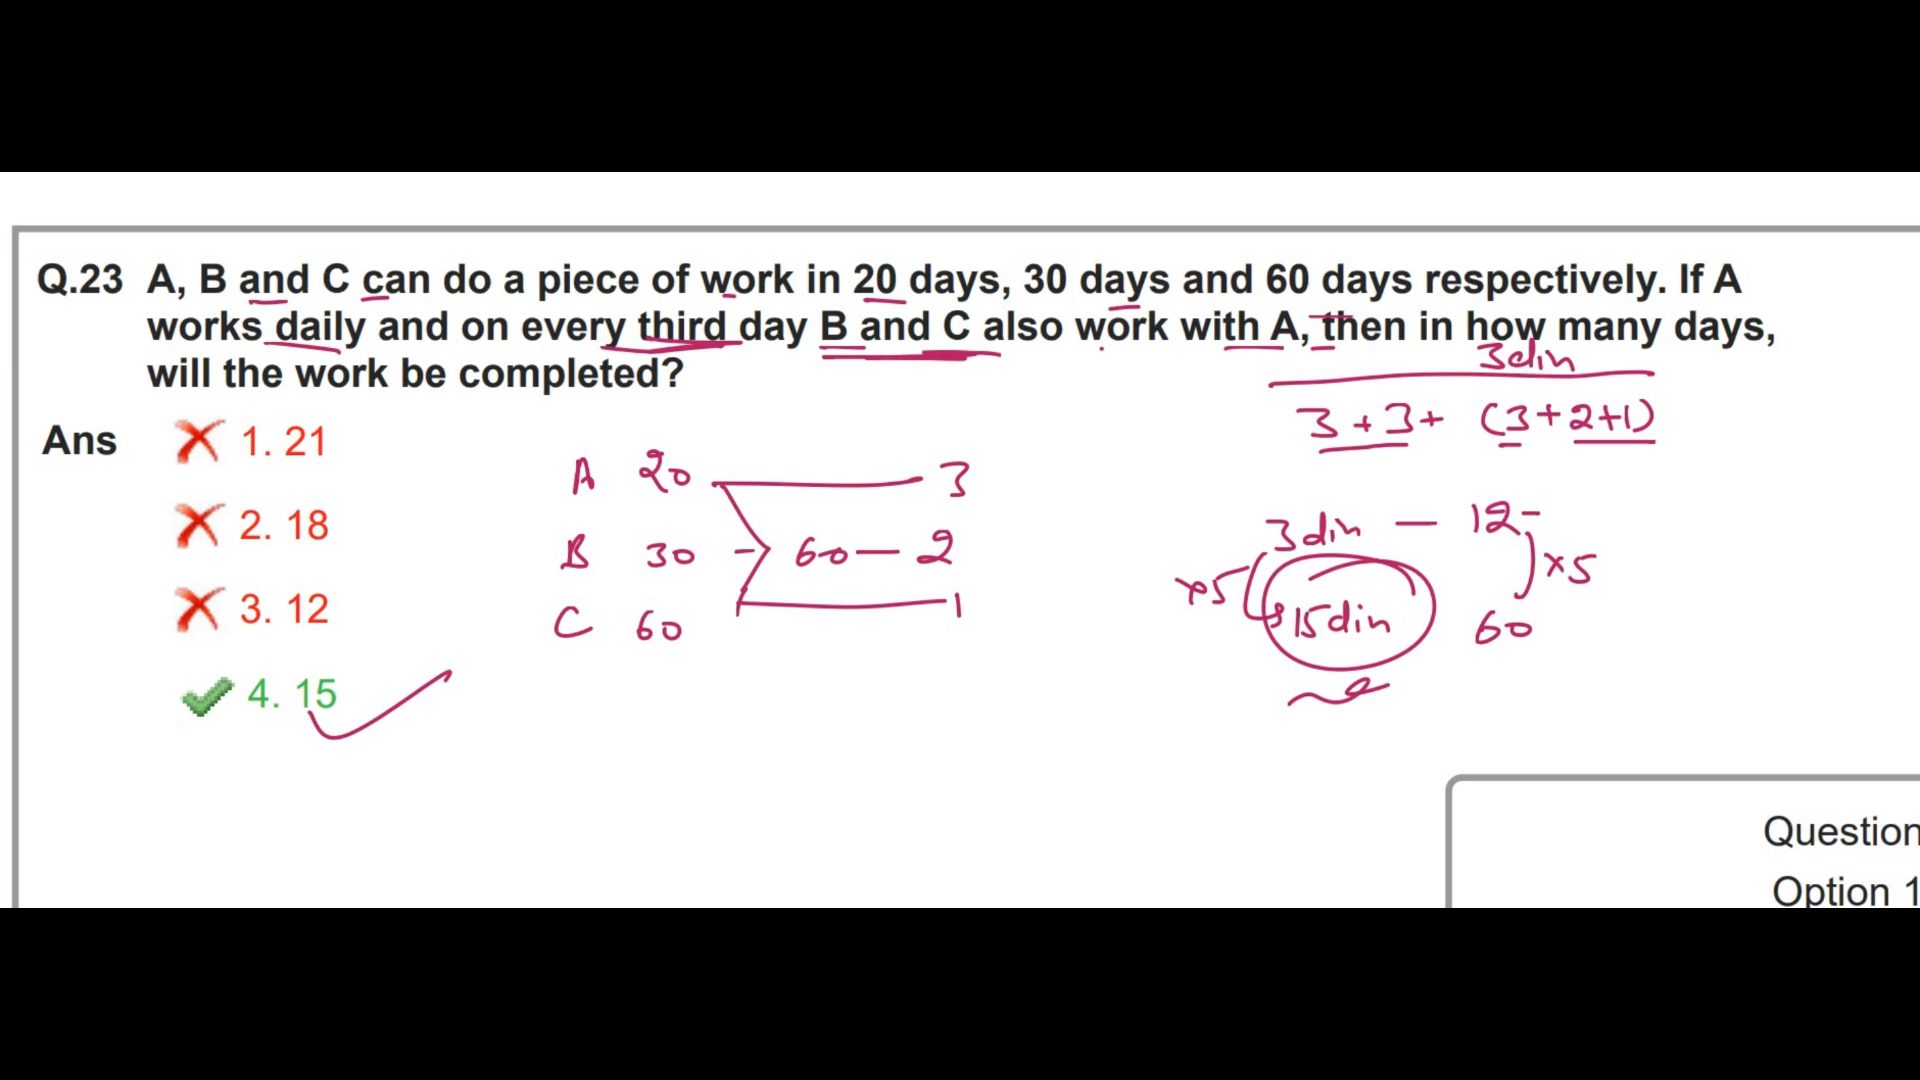 Q.23 A, B and C can do a piece of work in 20 days, 30 days and 60 days respectively. If A
works daily and on every third day B and C also work with A, then in how many days,
will the work be completed?
3din
3+3+ (3+2+1)
Ans 1. 21
2. 18
3. 12
4. 15
A 20 3
B 30 60 2
C 60 1
3din — 12
×5 ×5
15din 60
Question
Option 1